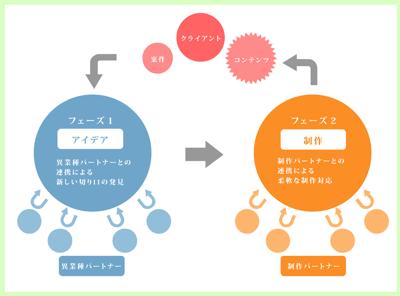 クライアント
案件
コンテンツ
フェーズ 1
アイデア
異業種パートナーとの
連携による
新しい切り口の発見
異業種パートナー
フェーズ 2
制作
制作パートナーとの
連携による
柔軟な制作対応
制作パートナー